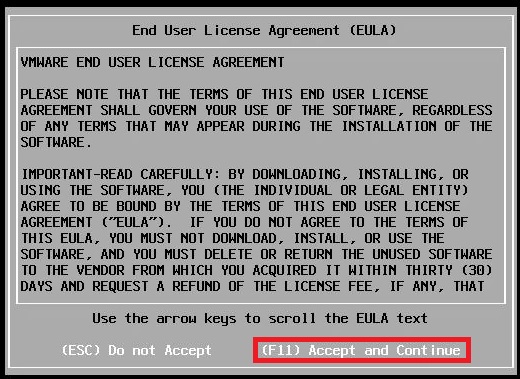 End User License Agreement (EULA)
VMWARE END USER LICENSE AGREEMENT
PLEASE NOTE THAT THE TERMS OF THIS END USER LICENSE
AGREEMENT SHALL GOVERN YOUR USE OF THE SOFTWARE, REGARDLESS
OF ANY TERMS THAT MAY APPEAR DURING THE INSTALLATION OF THE
SOFTWARE.
IMPORTANT-READ CAREFULLY: BY DOWNLOADING, INSTALLING, OR
USING THE SOFTWARE, YOU (THE INDIVIDUAL OR LEGAL ENTITY)
AGREE TO BE BOUND BY THE TERMS OF THIS END USER LICENSE
AGREEMENT ("EULA"). IF YOU DO NOT AGREE TO THE TERMS OF
THIS EULA, YOU MUST NOT DOWNLOAD, INSTALL, OR USE THE
SOFTWARE, AND YOU MUST DELETE OR RETURN THE UNUSED SOFTWARE
TO THE VENDOR FROM WHICH YOU ACQUIRED IT WITHIN THIRTY (30)
DAYS AND REQUEST A REFUND OF THE LICENSE FEE, IF ANY, THAT
Use the arrow keys to scroll the EULA text
(ESC) Do not Accept (F11) Accept and Continue